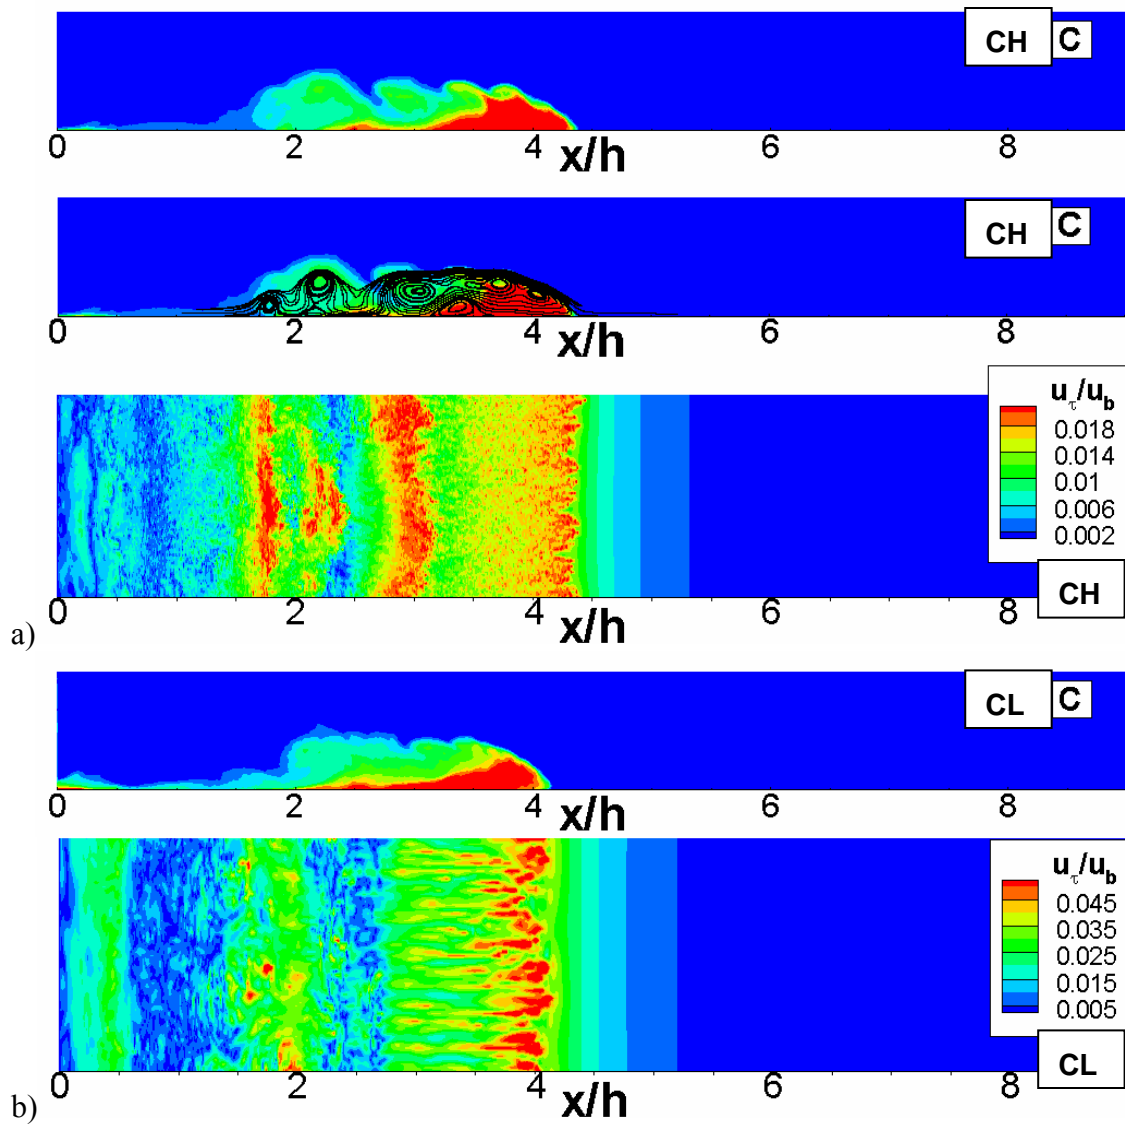 CH C
0 2 4 x/h 6 8
CH C
0 2 4 x/h 6 8
uτ/ub
0.018
0.014
0.01
0.006
0.002
CH
0 2 4 x/h 6 8
a)
CL C
0 2 4 x/h 6 8
uτ/ub
0.045
0.035
0.025
0.015
0.005
CL
0 2 4 x/h 6 8
b)